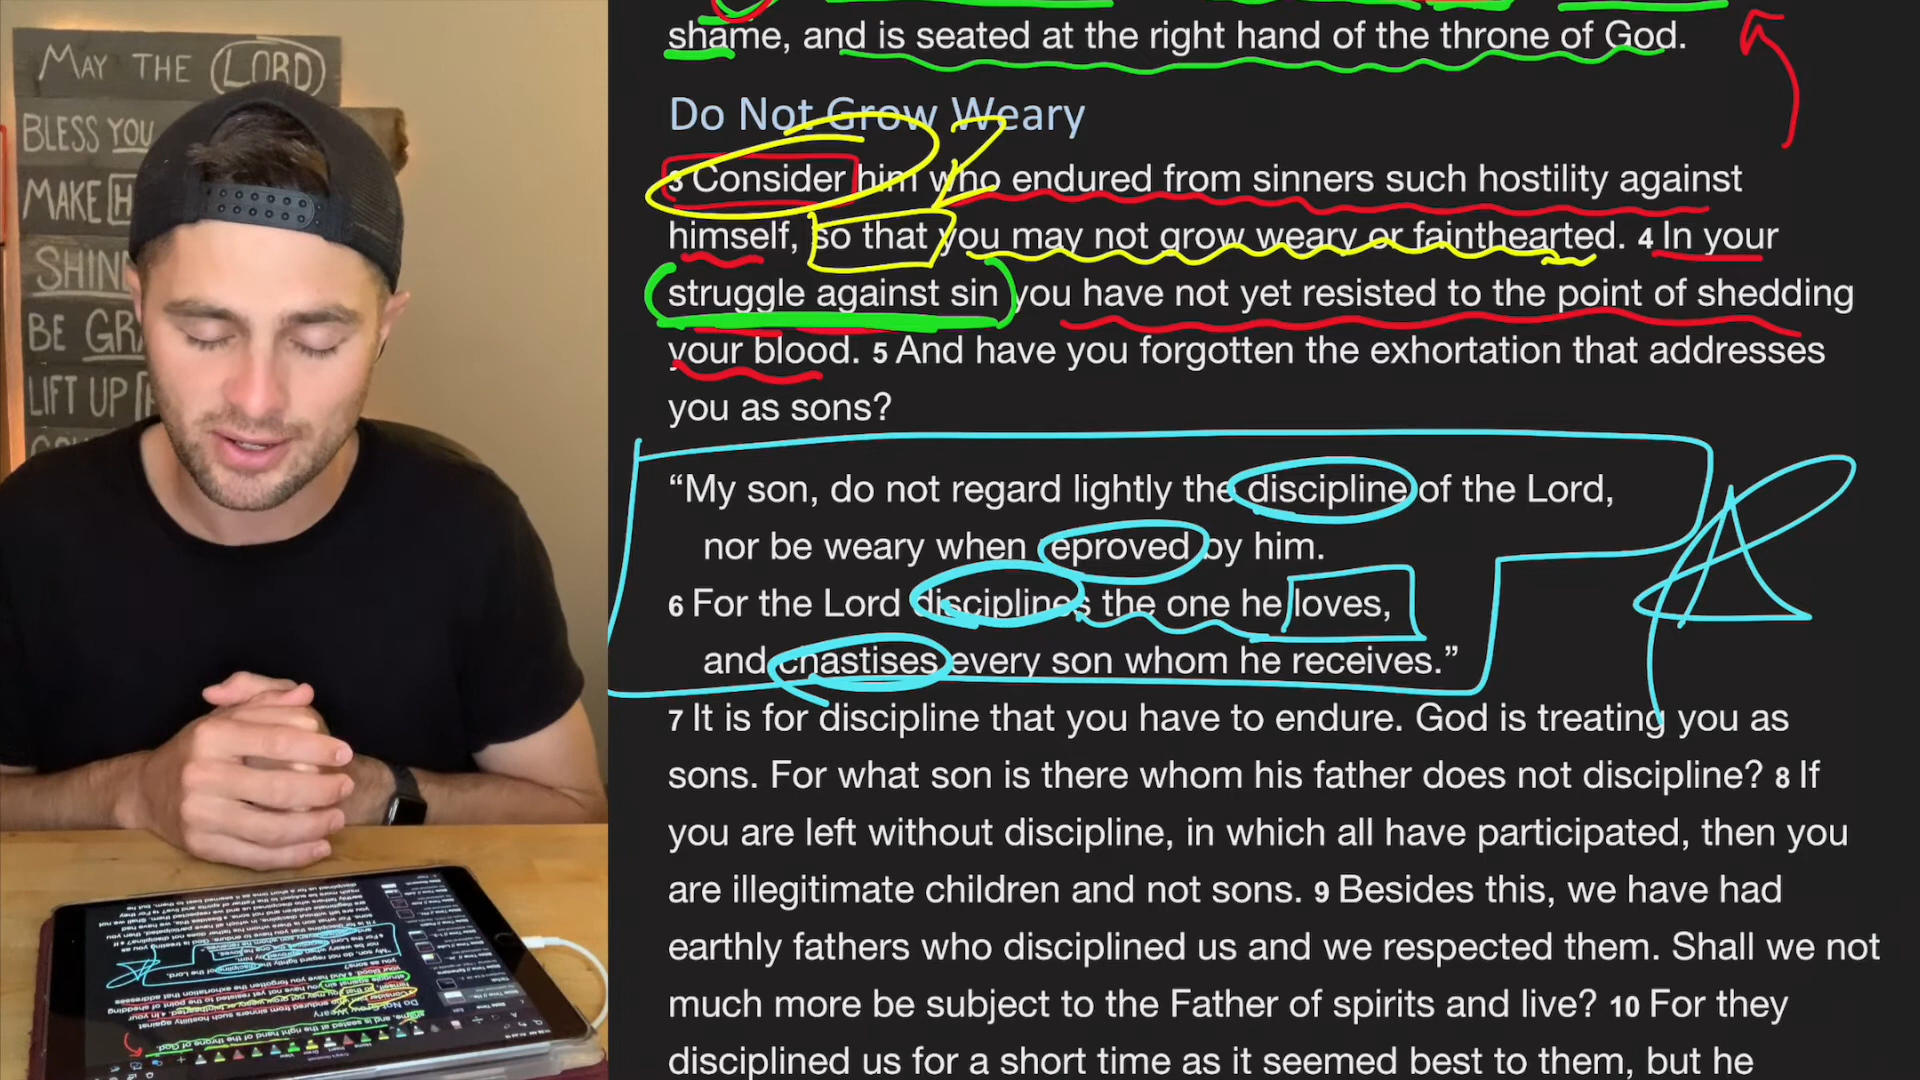 MAY THE LORD
BLESS YOU
MAKE H
SHIN
BE GR
LIFT UP
shame, and is seated at the right hand of the throne of God.
Do Not Grow Weary
3 Consider him who endured from sinners such hostility against
himself, so that you may not grow weary or fainthearted. 4 In your
struggle against sin you have not yet resisted to the point of shedding
your blood. 5 And have you forgotten the exhortation that addresses
you as sons?
“My son, do not regard lightly the discipline of the Lord,
nor be weary when reproved by him.
6 For the Lord disciplines the one he loves,
and chastises every son whom he receives.”
7 It is for discipline that you have to endure. God is treating you as
sons. For what son is there whom his father does not discipline? 8 If
you are left without discipline, in which all have participated, then you
are illegitimate children and not sons. 9 Besides this, we have had
earthly fathers who disciplined us and we respected them. Shall we not
much more be subject to the Father of spirits and live? 10 For they
disciplined us for a short time as it seemed best to them, but he